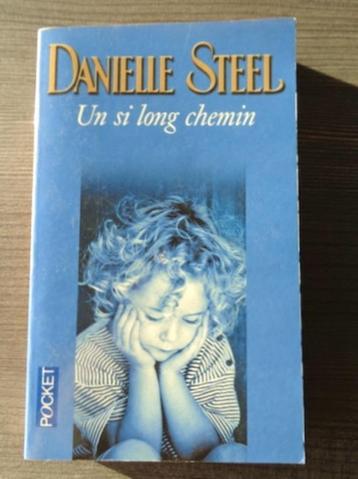 DANIELLE STEEL
Un si long chemin
POCKET